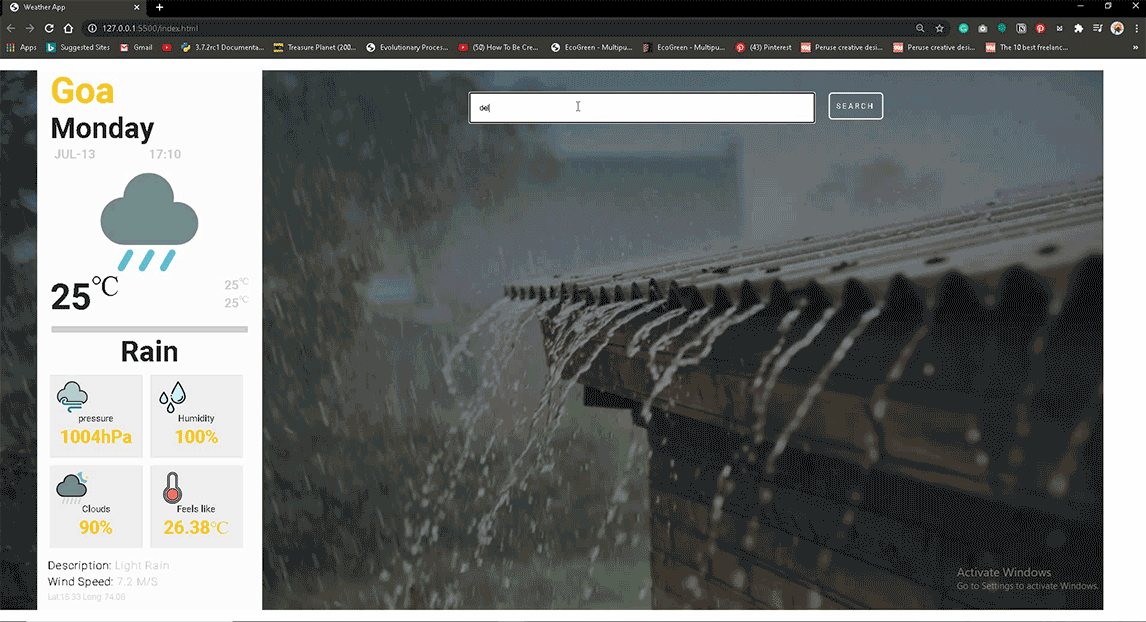 Weather App
127.0.0.1:5500/index.html
Apps Suggested Sites Gmail 3.7.2rc1 Documenta... Treasure Planet (200... Evolutionary Proces... (50) How To Be Cre... EcoGreen - Multipu... EcoGreen - Multipu... (43) Pinterest Peruse creative desi... Peruse creative desi... The 10 best freelanc...
Goa
Monday
JUL-13 17:10
del
SEARCH
25°C
25°C
25°C
Rain
pressure
1004hPa
Humidity
100%
Clouds
90%
Feels like
26.38°C
Description: Light Rain
Wind Speed: 7.2 M/S
Lat:15.33 Long 74.08
Activate Windows
Go to Settings to activate Windows.